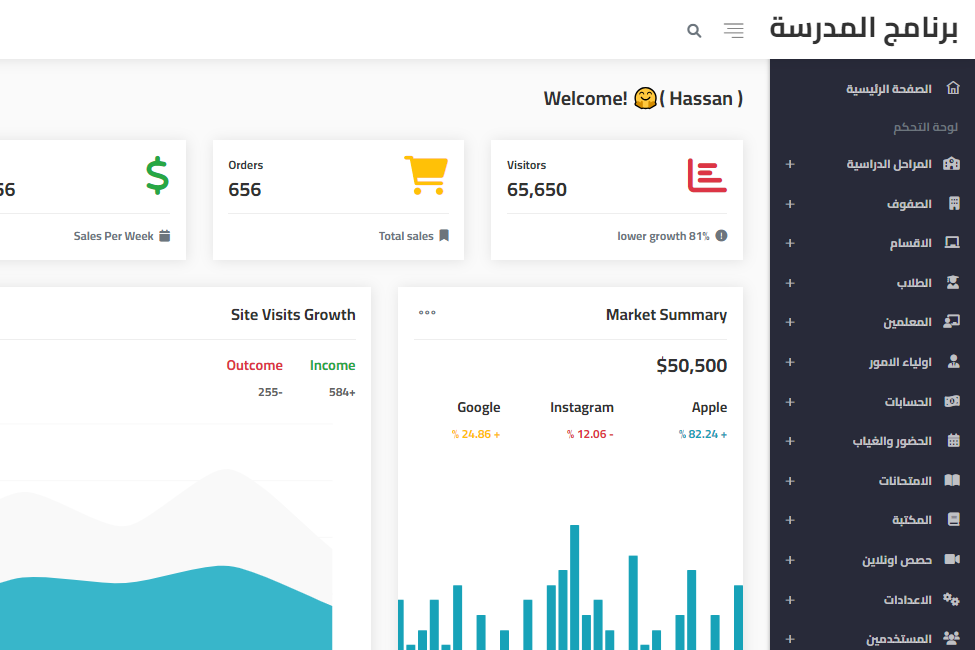 برنامج المدرسة
الصفحة الرئيسية
لوحة التحكم
المراحل الدراسية
الصفوف
الاقسام
الطلاب
المعلمين
اولياء الامور
الحسابات
الحضور والغياب
الامتحانات
المكتبة
حصص اونلاين
الاعدادات
المستخدمين
Welcome! 🤗( Hassan )
Visitors
65,650
lower growth 81%
Orders
656
Total sales
56
Sales Per Week
Market Summary
$50,500
Apple
% 82.24 +
Instagram
% 12.06 -
Google
% 24.86 +
Site Visits Growth
Income
584+
Outcome
255-